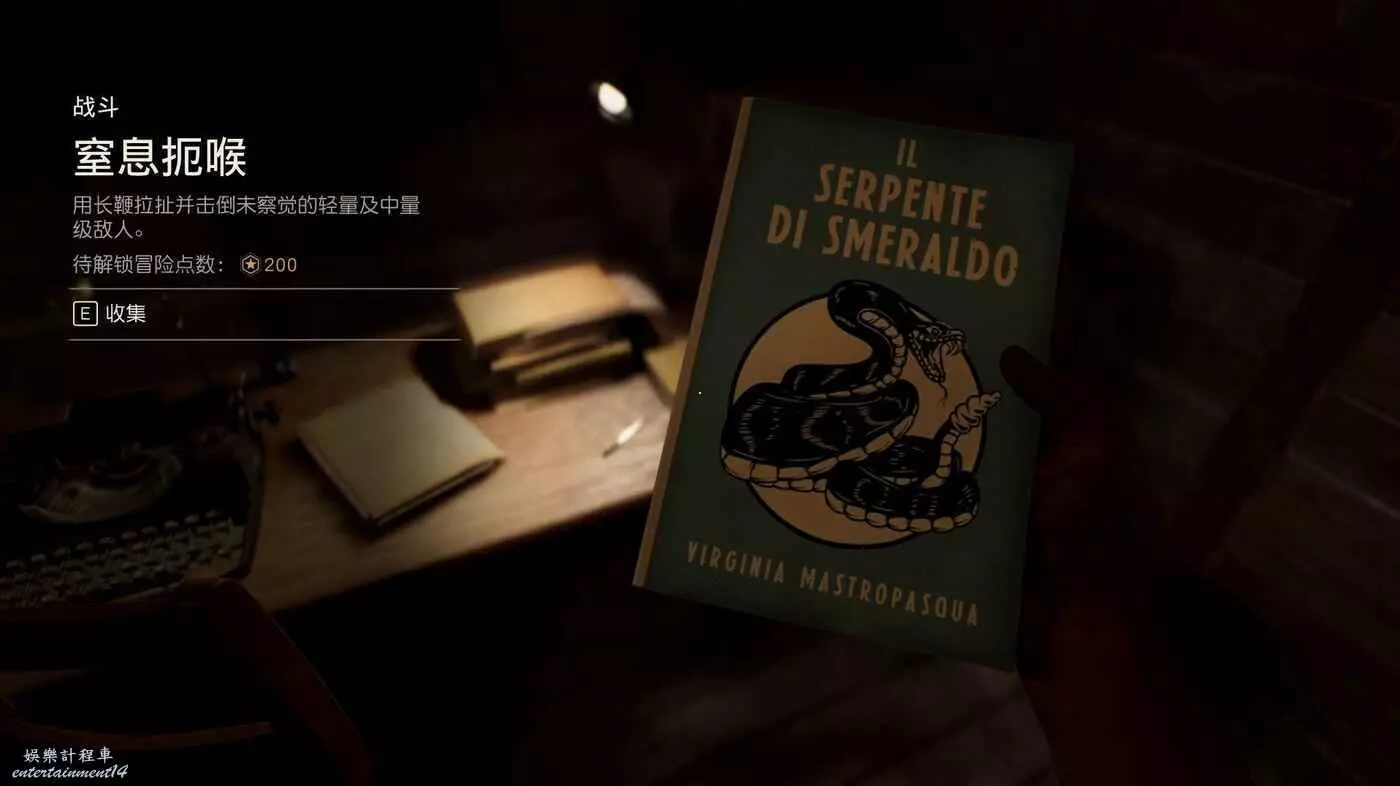 战斗
窒息扼喉
用长鞭拉扯并击倒未察觉的轻量及中量
级敌人。
待解锁冒险点数： 200
E 收集
IL
SERPENTE
DI SMERALDO
VIRGINIA MASTROPASQUA
娛樂計程車
entertainment14